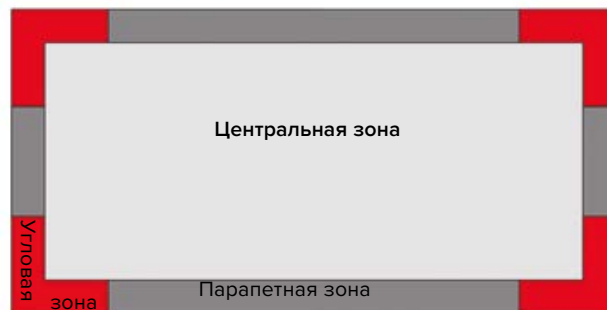 Центральная зона
Угловая
зона
Парапетная зона